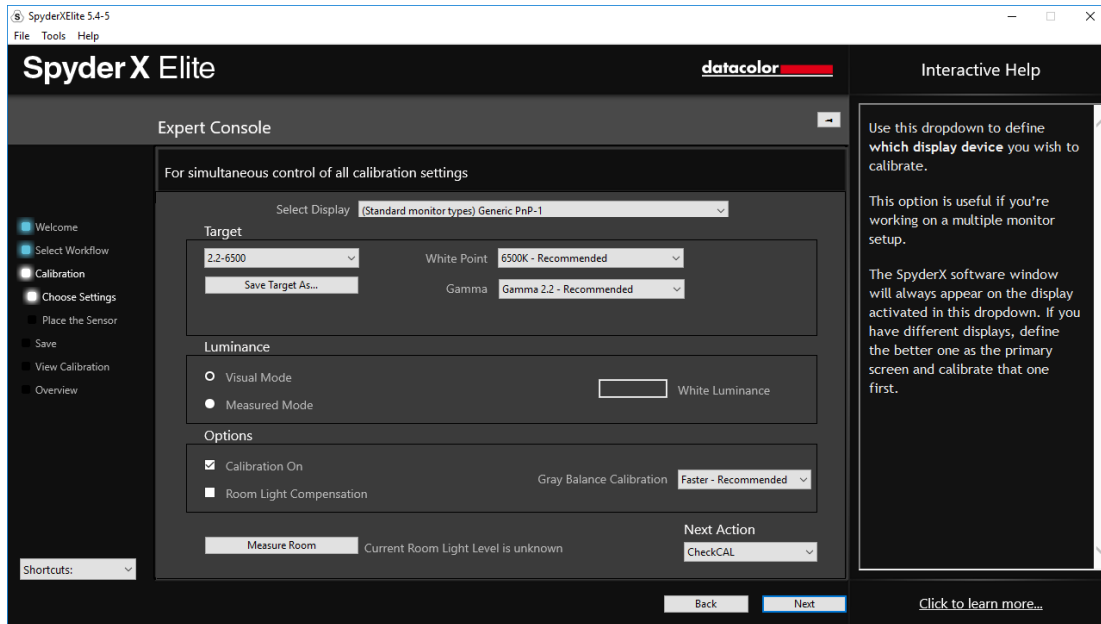 SpyderXElite 5.4-5
File Tools Help
Spyder X Elite
datacolor
Interactive Help
Expert Console
For simultaneous control of all calibration settings
Select Display (Standard monitor types) Generic PnP-1
Target
2.2-6500
White Point 6500K - Recommended
Save Target As...
Gamma Gamma 2.2 - Recommended
Luminance
Visual Mode
Measured Mode
White Luminance
Options
Calibration On
Room Light Compensation
Gray Balance Calibration Faster - Recommended
Measure Room Current Room Light Level is unknown
Next Action
CheckCAL
Back Next
Welcome
Select Workflow
Calibration
Choose Settings
Place the Sensor
Save
View Calibration
Overview
Shortcuts:
Use this dropdown to define
which display device you wish to
calibrate.
This option is useful if you're
working on a multiple monitor
setup.
The SpyderX software window
will always appear on the display
activated in this dropdown. If you
have different displays, define
the better one as the primary
screen and calibrate that one
first.
Click to learn more...